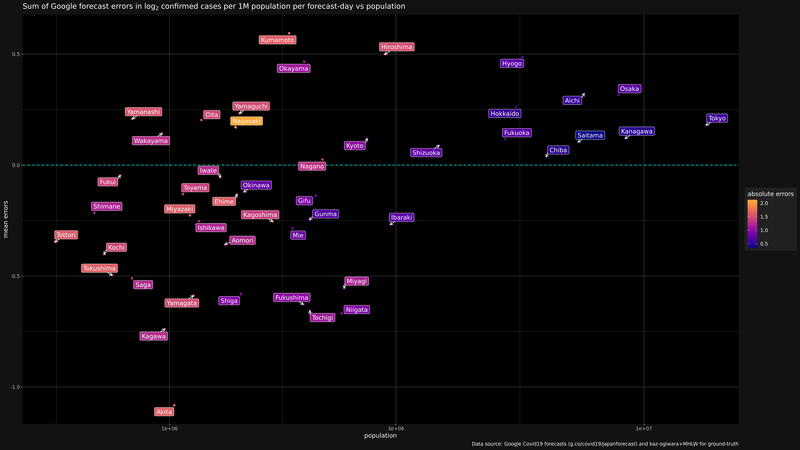 Sum of Google forecast errors in log₂ confirmed cases per 1M population per forecast-day vs population
Kumamoto
Hiroshima
0.5
Okayama
Hyogo
Osaka
Aichi
Yamanashi
Oita
Yamaguchi
Nagasaki
Hokkaido
Tokyo
Wakayama
Fukuoka
Saitama
Kanagawa
Kyoto
Shizuoka
Chiba
0.0
Nagano
Iwate
Fukui
Toyama
Okinawa
Shimane
Miyazaki
Ehime
Gifu
Kagoshima
Gunma
Ibaraki
Ishikawa
Tottori
Aomori
Mie
Kochi
Tokushima
-0.5
Saga
Miyagi
Yamagata
Shiga
Fukushima
Tochigi
Niigata
Kagawa
-1.0
Akita
mean errors
1e+06
3e+06
1e+07
population
absolute errors
2.0
1.5
1.0
0.5
Data source: Google Covid19 forecasts (g.co/covid19/japanforecast) and kaz-ogiwara+MHLW for ground-truth